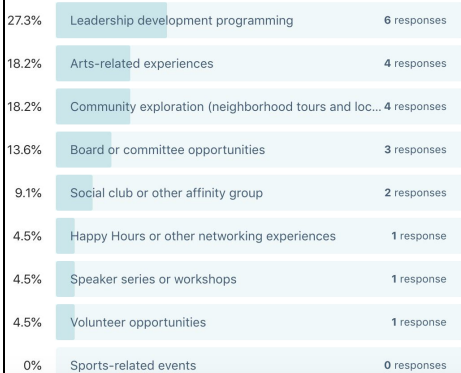 27.3% Leadership development programming 6 responses
18.2% Arts-related experiences 4 responses
18.2% Community exploration (neighborhood tours and loc... 4 responses
13.6% Board or committee opportunities 3 responses
9.1% Social club or other affinity group 2 responses
4.5% Happy Hours or other networking experiences 1 response
4.5% Speaker series or workshops 1 response
4.5% Volunteer opportunities 1 response
0% Sports-related events 0 responses